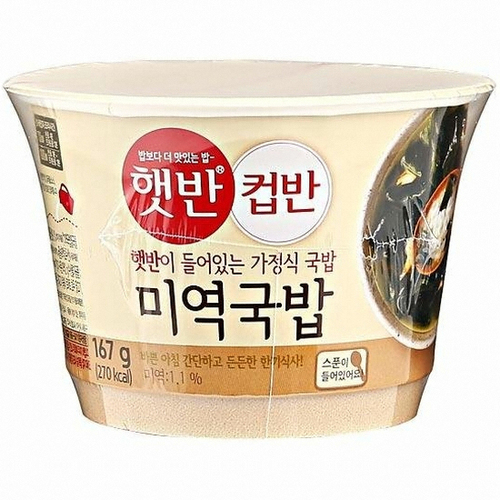 밥보다 더 맛있는 밥~
햇반®
컵반
햇반이 들어있는 가정식 국밥
미역국밥
167 g
(270 kcal)
바쁜 아침 간단하고 든든한 한끼식사!
미역:1.1 %
스푼이
들어있어요!